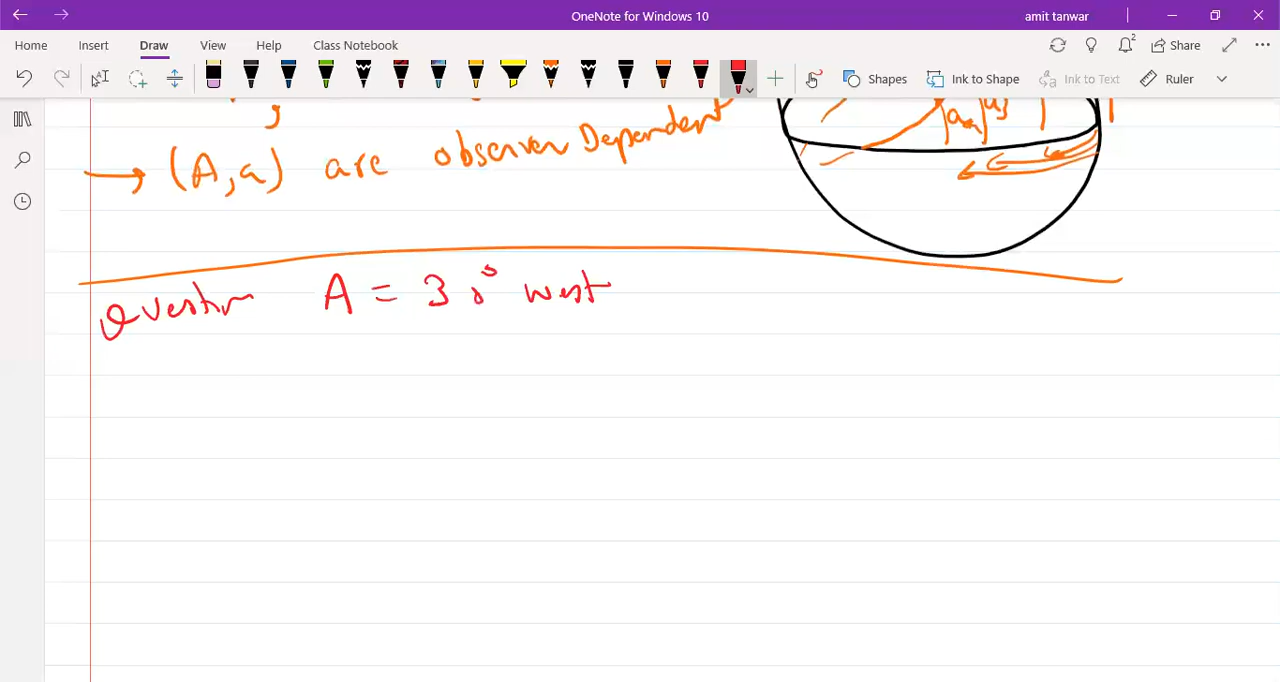 OneNote for Windows 10
amit tanwar
Home Insert Draw View Help Class Notebook
2
Share
Shapes
Ink to Shape
Ink to Text
Ruler
→ (A, a) are observer Dependent
Question A = 30° west